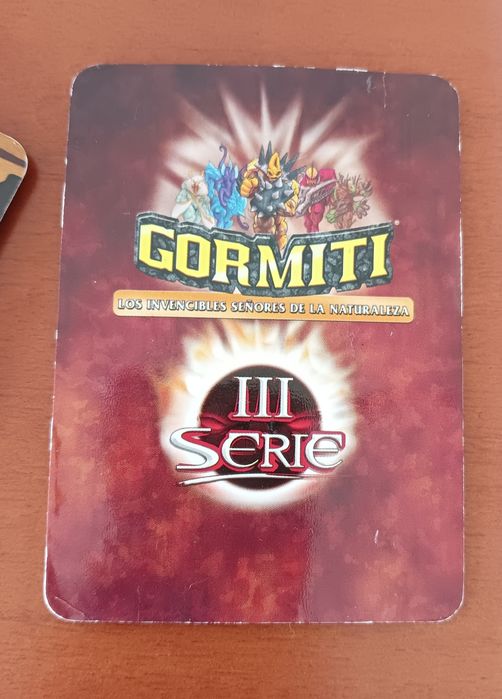 GORMITI
LOS INVENCIBLES SEÑORES DE LA NATURALEZA
III
SERIE